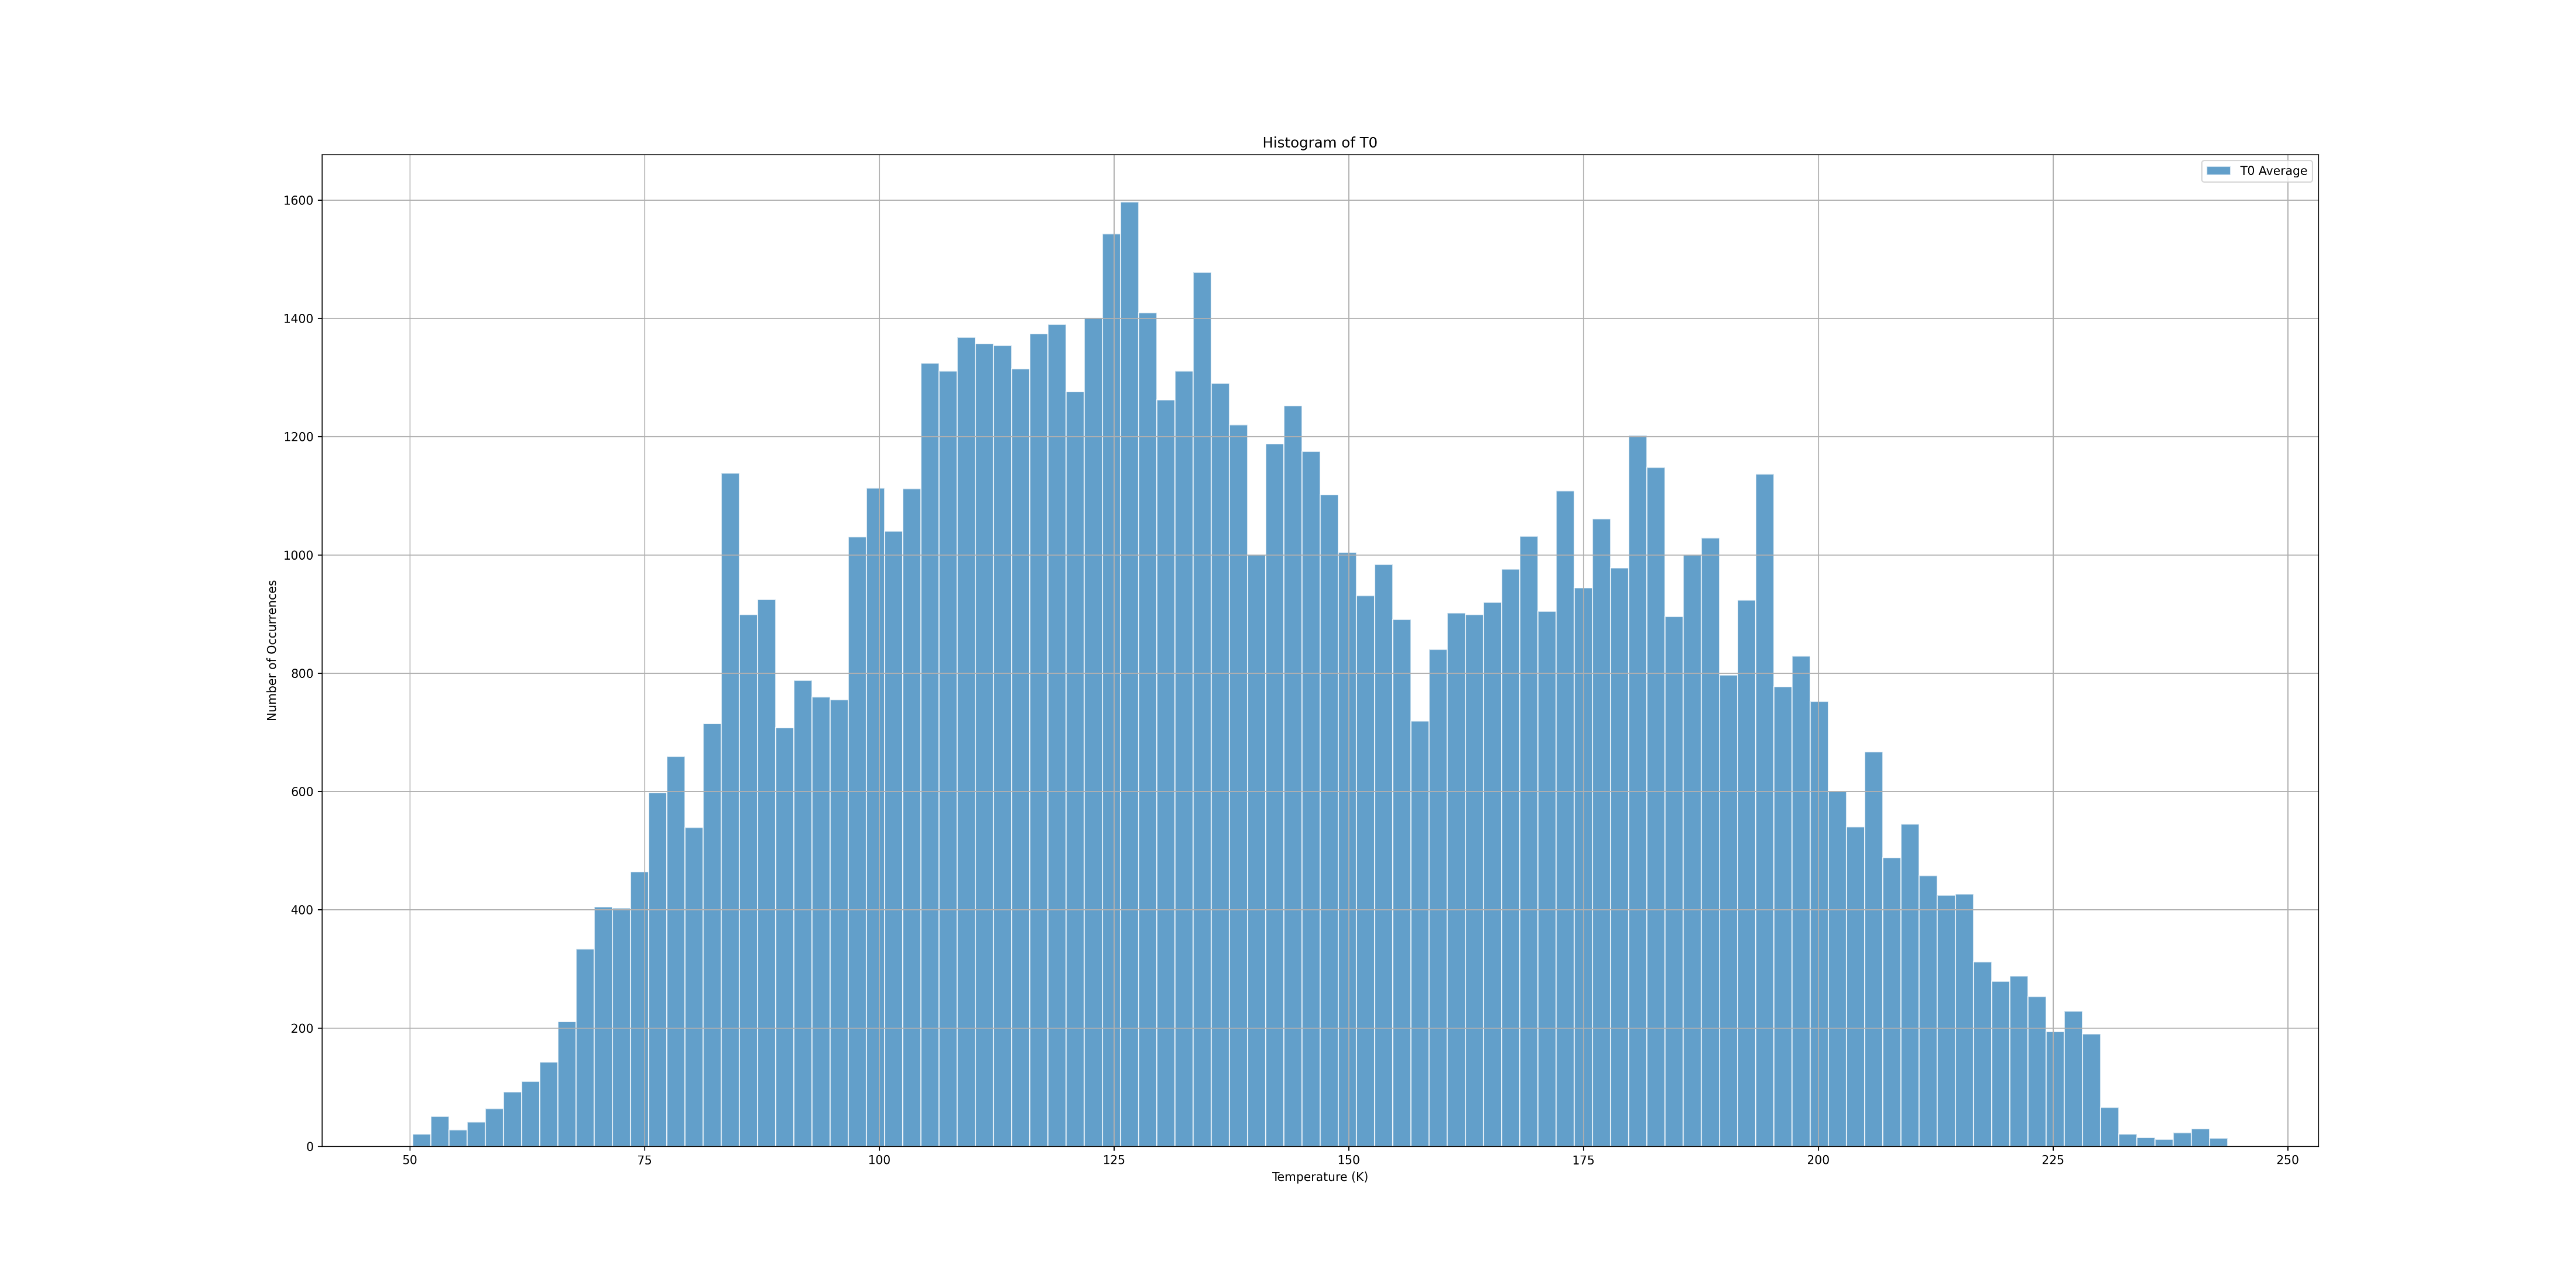 Histogram of T0
T0 Average
Number of Occurrences
1600
1400
1200
1000
800
600
400
200
0
50 75 100 125 150 175 200 225 250
Temperature (K)